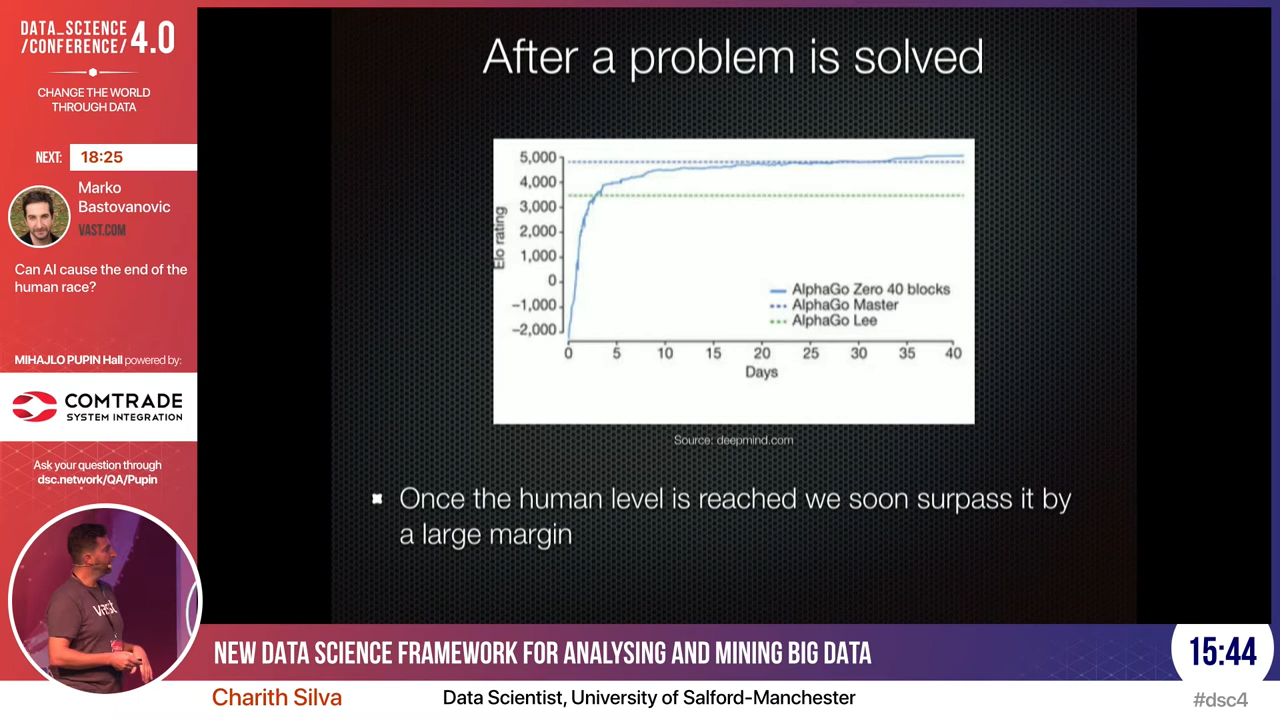 DATA_SCIENCE
/CONFERENCE/ 4.0
CHANGE THE WORLD
THROUGH DATA
NEXT: 18:25
Marko
Bastovanovic
VAST.COM
Can AI cause the end of the
human race?
MIHAJLO PUPIN Hall powered by:
COMTRADE
SYSTEM INTEGRATION
Ask your question through
dsc.network/QA/Pupin
vast
After a problem is solved
5,000
4,000
3,000
2,000
1,000
0
−1,000
−2,000
Elo rating
AlphaGo Zero 40 blocks
AlphaGo Master
AlphaGo Lee
0 5 10 15 20 25 30 35 40
Days
Source: deepmind.com
Once the human level is reached we soon surpass it by
a large margin
NEW DATA SCIENCE FRAMEWORK FOR ANALYSING AND MINING BIG DATA
15:44
Charith Silva Data Scientist, University of Salford-Manchester
#dsc4